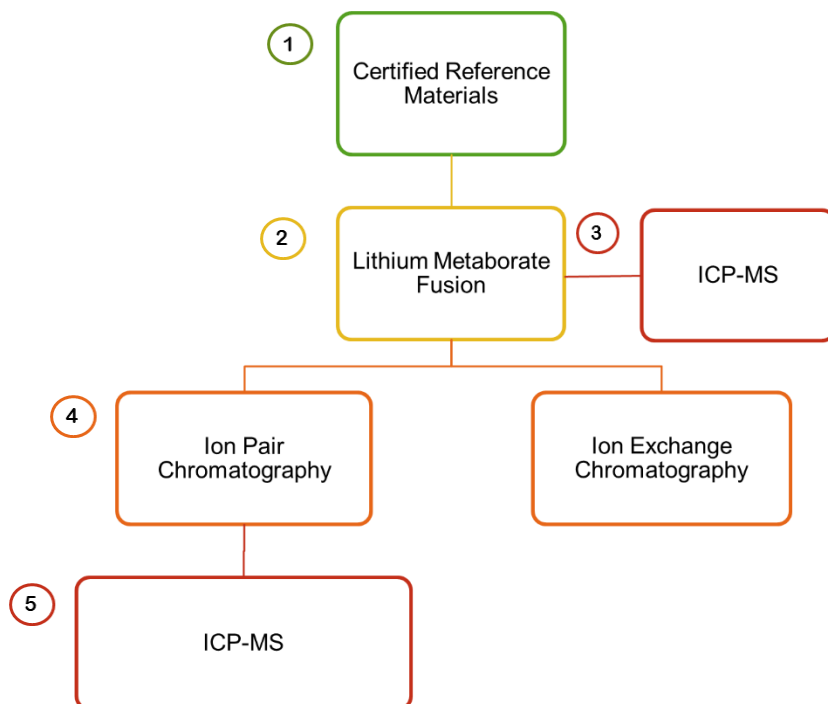 1
Certified Reference
Materials
2
Lithium Metaborate
Fusion
3
ICP-MS
4
Ion Pair
Chromatography
Ion Exchange
Chromatography
5
ICP-MS